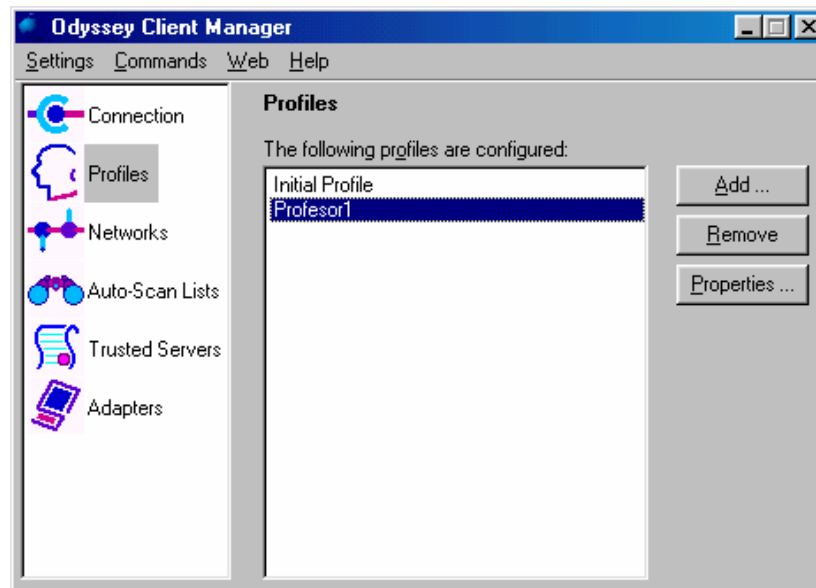 Odyssey Client Manager
Settings Commands Web Help
Connection
Profiles
Networks
Auto-Scan Lists
Trusted Servers
Adapters
Profiles
The following profiles are configured:
Initial Profile
Profesor1
Add ...
Remove
Properties ...